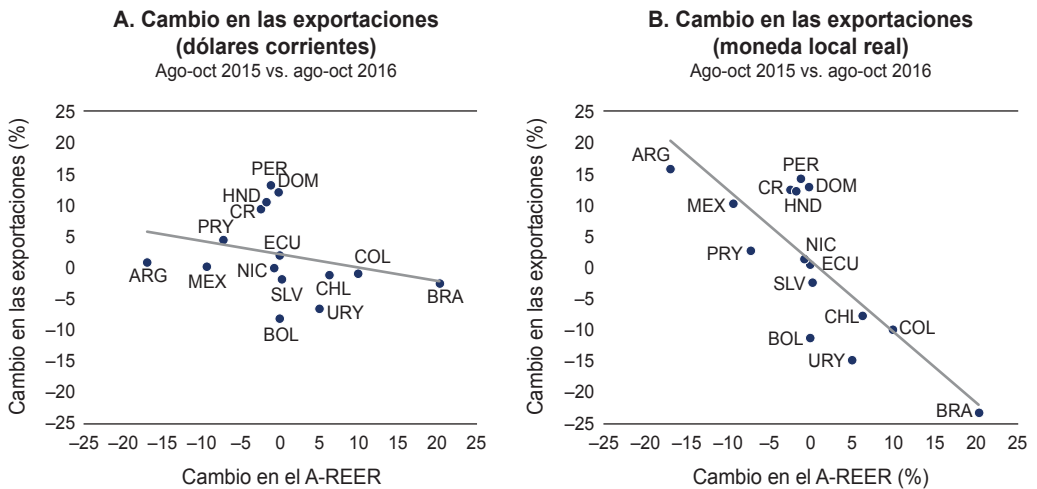 A. Cambio en las exportaciones
(dólares corrientes)
Ago-oct 2015 vs. ago-oct 2016
Cambio en las exportaciones (%)
25
20
15
10
5
0
–5
–10
–15
–20
–25
PER
DOM
HND
CR
PRY
ECU
COL
ARG
MEX
NIC
SLV
CHL
BRA
URY
BOL
–25 –20 –15 –10 –5 0 5 10 15 20 25
Cambio en el A-REER
B. Cambio en las exportaciones
(moneda local real)
Ago-oct 2015 vs. ago-oct 2016
Cambio en las exportaciones (%)
25
20
15
10
5
0
–5
–10
–15
–20
–25
ARG
PER
CR
DOM
MEX
HND
PRY
NIC
ECU
SLV
CHL
COL
BOL
URY
BRA
–25 –20 –15 –10 –5 0 5 10 15 20 25
Cambio en el A-REER (%)